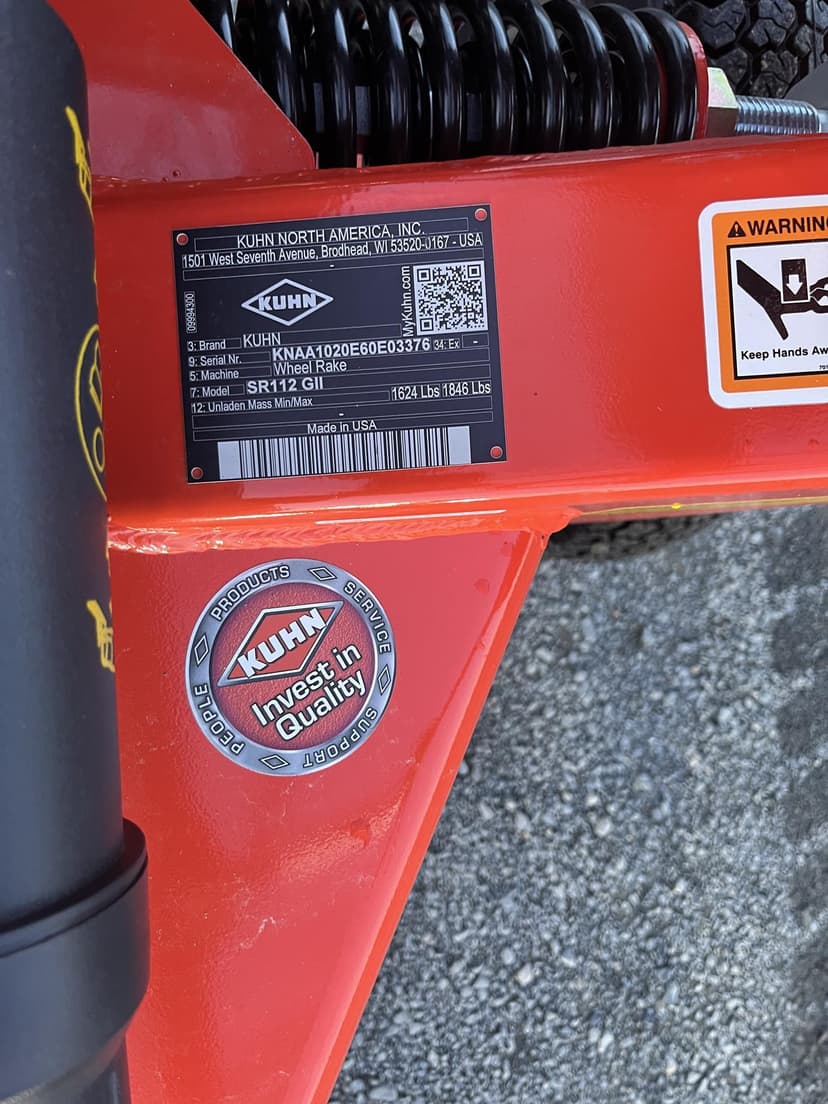 KUHN NORTH AMERICA, INC.
1501 West Seventh Avenue, Brodhead, WI 53520-0167 - USA
-
09994300
KUHN
MyKuhn.com
3: Brand KUHN
9: Serial Nr. KNAA1020E60E03376 34: Ex -
5: Machine Wheel Rake
7: Model SR112 GII
12: Unladen Mass Min/Max 1624 Lbs 1846 Lbs
-
Made in USA
WARNING
Keep Hands
PRODUCTS
SERVICE
SUPPORT
PEOPLE
KUHN
Invest in
Quality